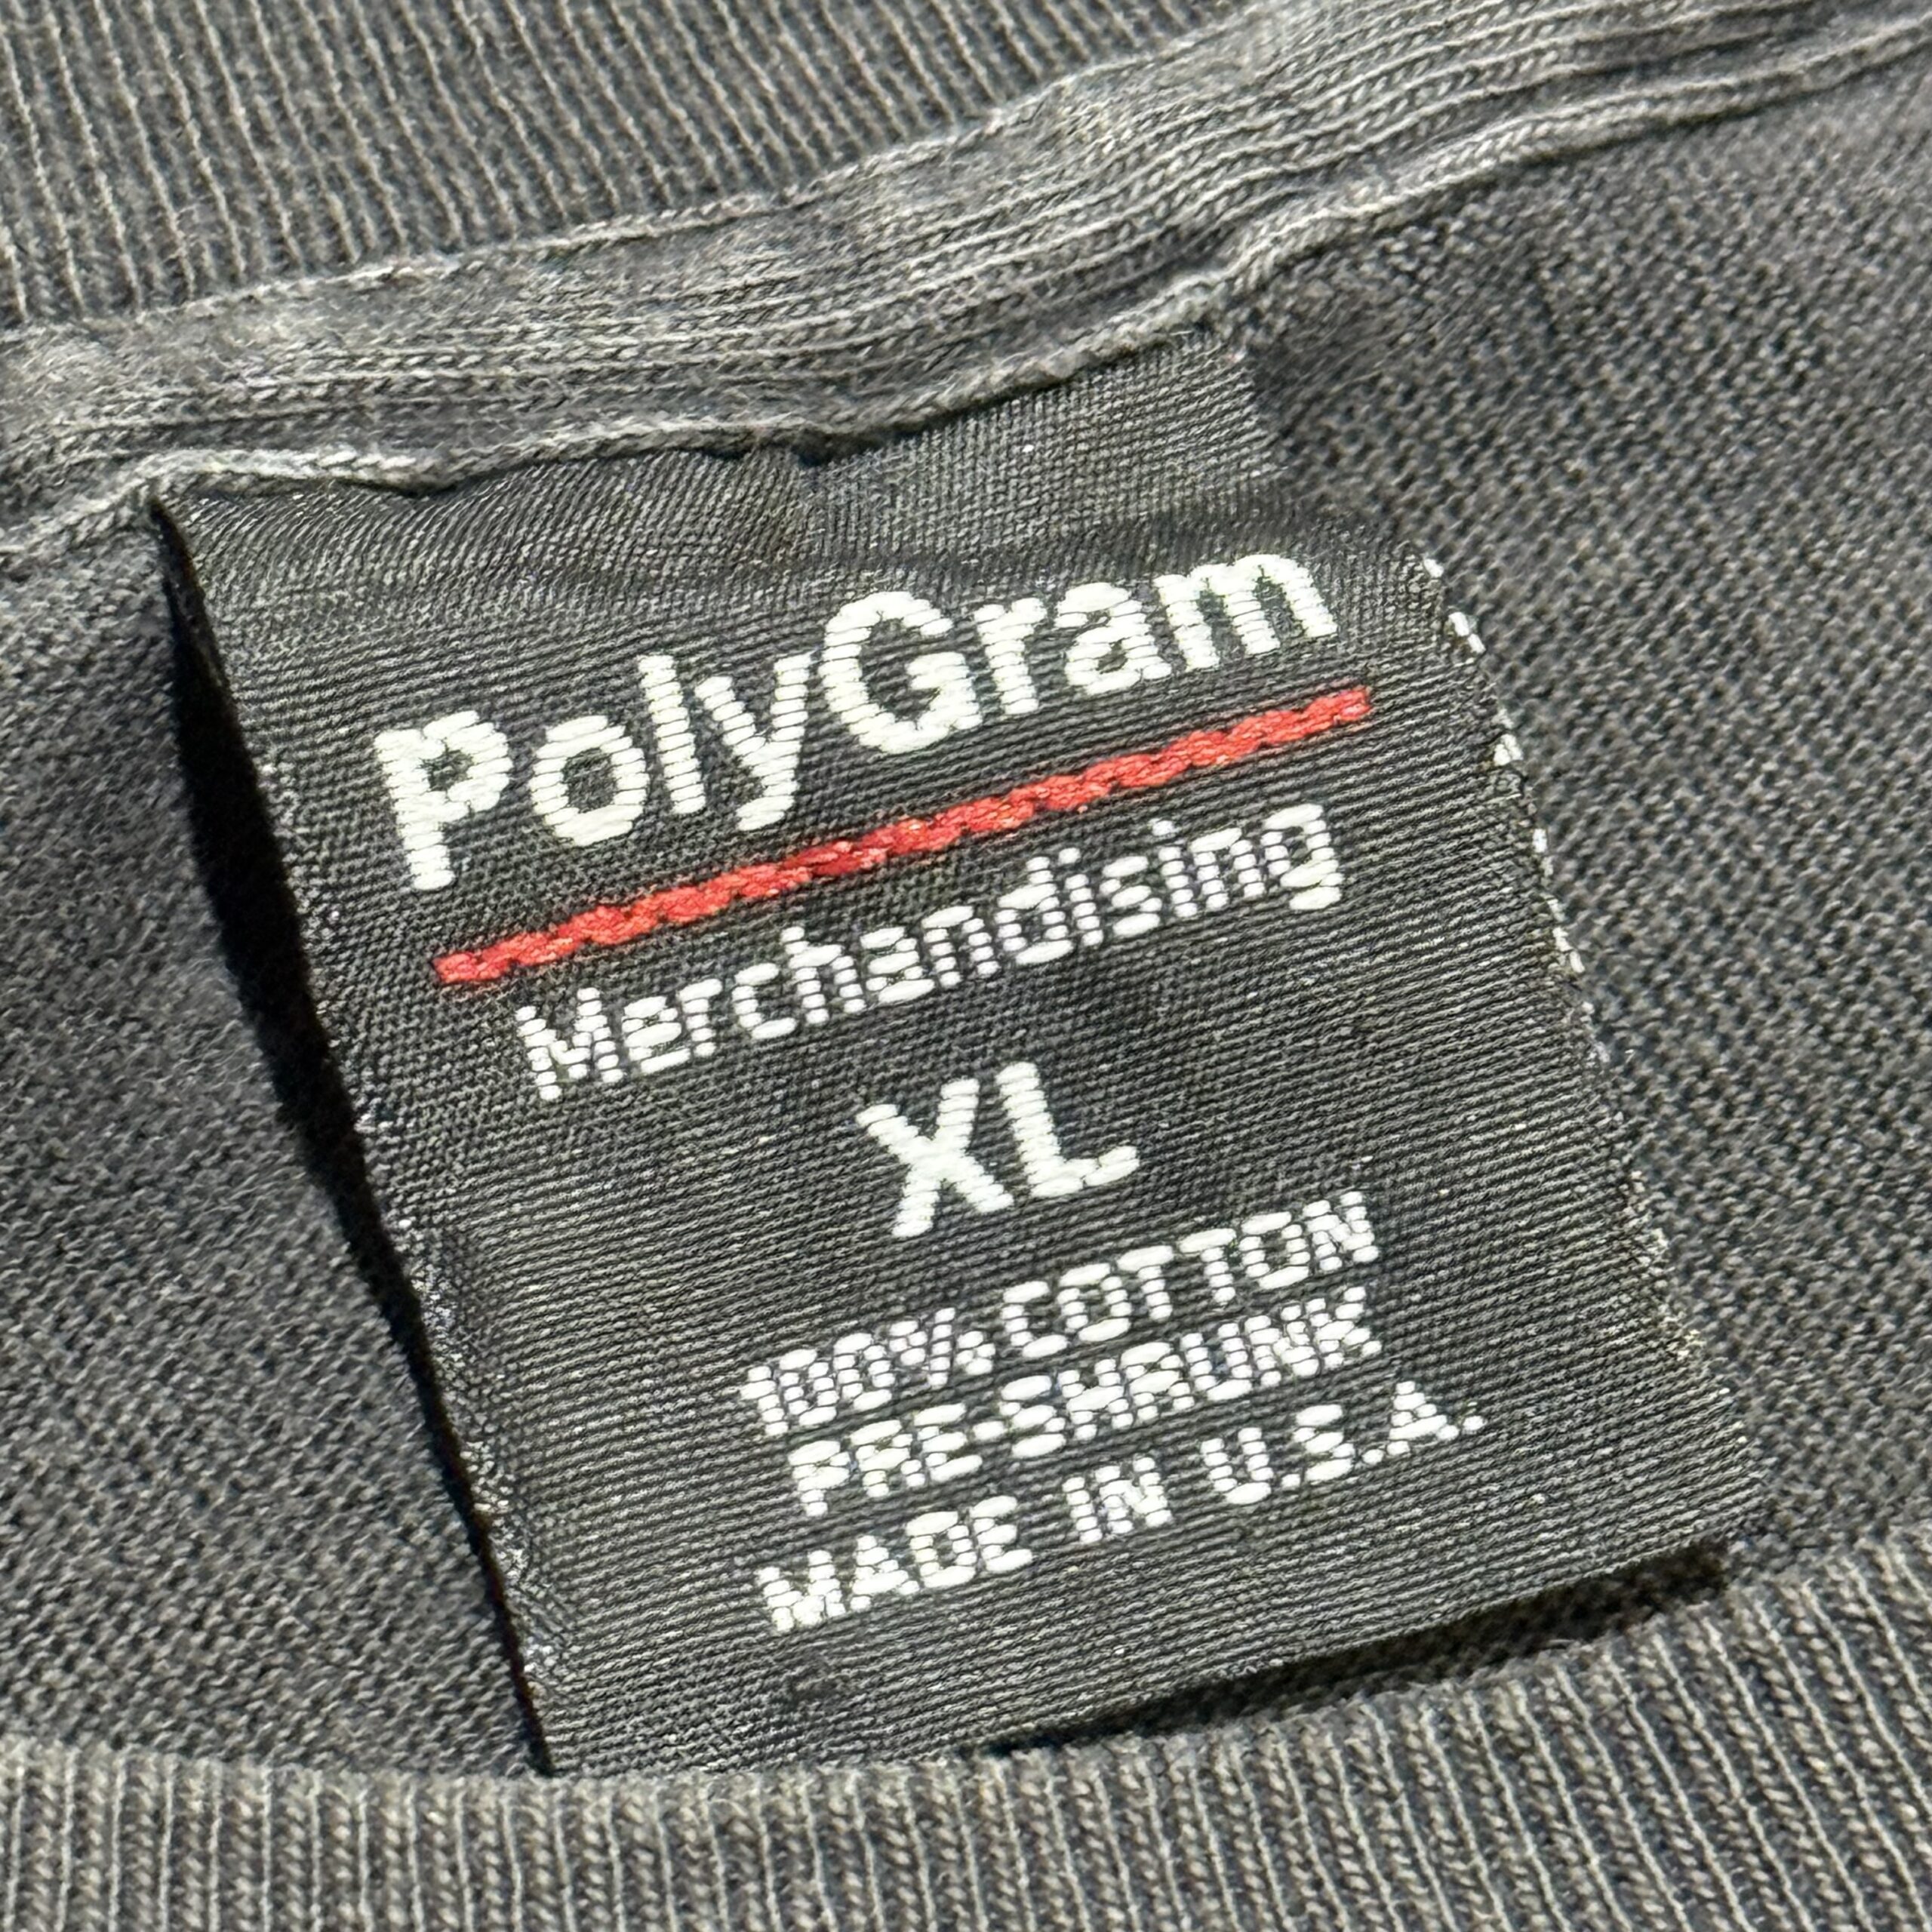 PolyGram
Merchandising
XL
100% COTTON
PRE-SHRUNK
MADE IN U.S.A.